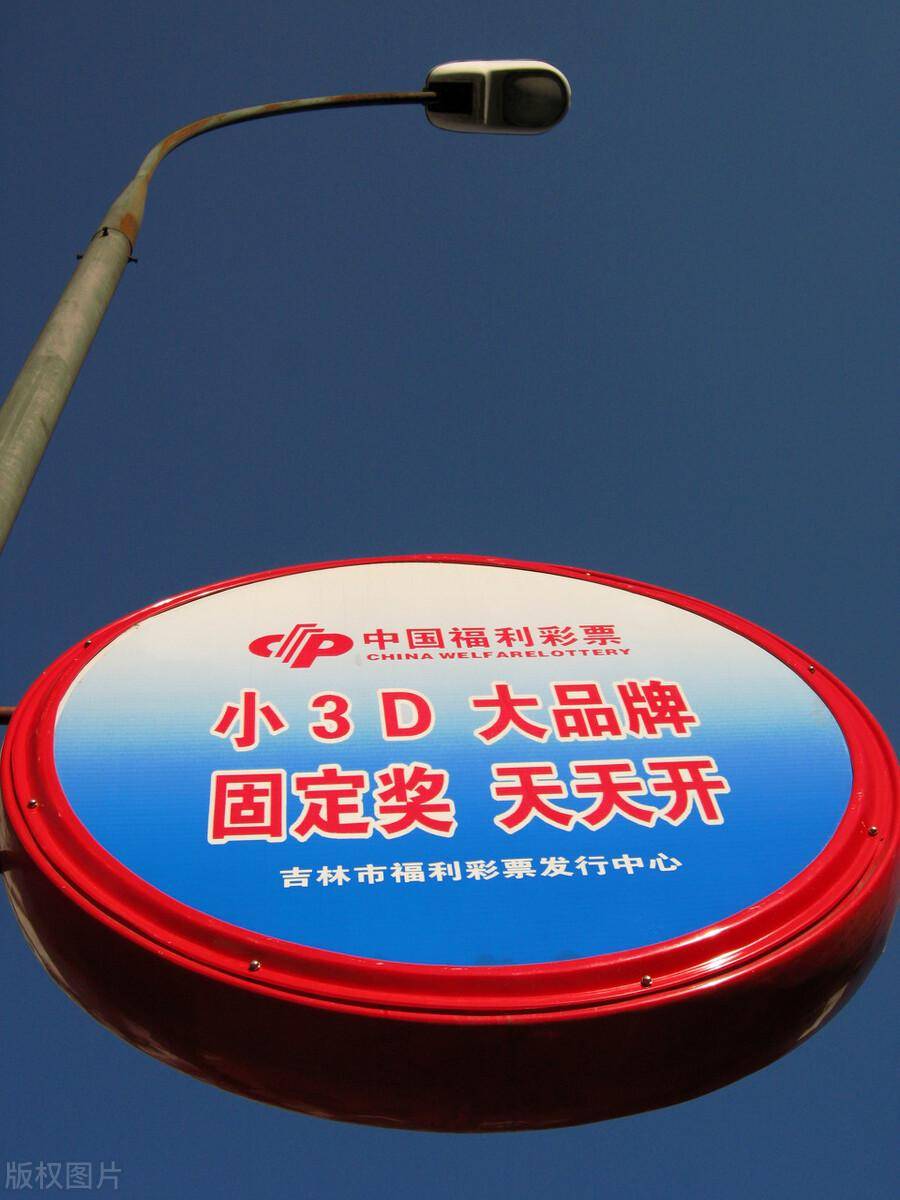 中国福利彩票
CHINA WELFARELOTTERY
小3D 大品牌
固定奖 天天开
吉林市福利彩票发行中心
版权图片